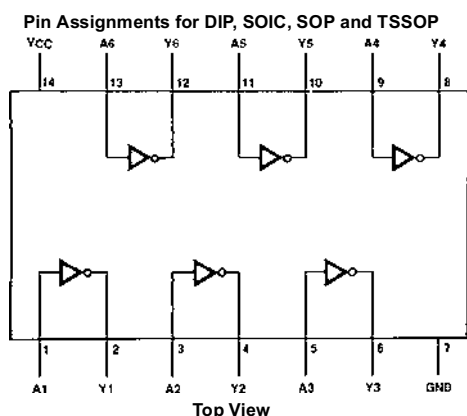 Pin Assignments for DIP, SOIC, SOP and TSSOP
VCC A6 Y6 A5 Y5 A4 Y4
14 13 12 11 10 9 8
1 2 3 4 5 6 7
A1 Y1 A2 Y2 A3 Y3 GND
Top View